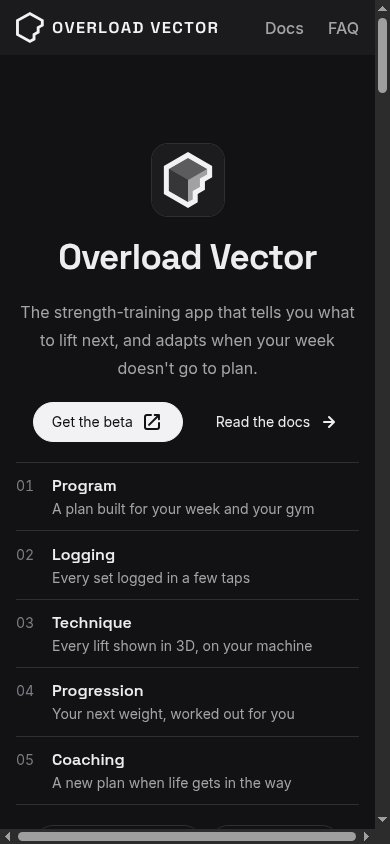 OVERLOAD VECTOR Docs FAQ
Overload Vector
The strength-training app that tells you what
to lift next, and adapts when your week
doesn't go to plan.
Get the beta Read the docs
01 Program
A plan built for your week and your gym
02 Logging
Every set logged in a few taps
03 Technique
Every lift shown in 3D, on your machine
04 Progression
Your next weight, worked out for you
05 Coaching
A new plan when life gets in the way